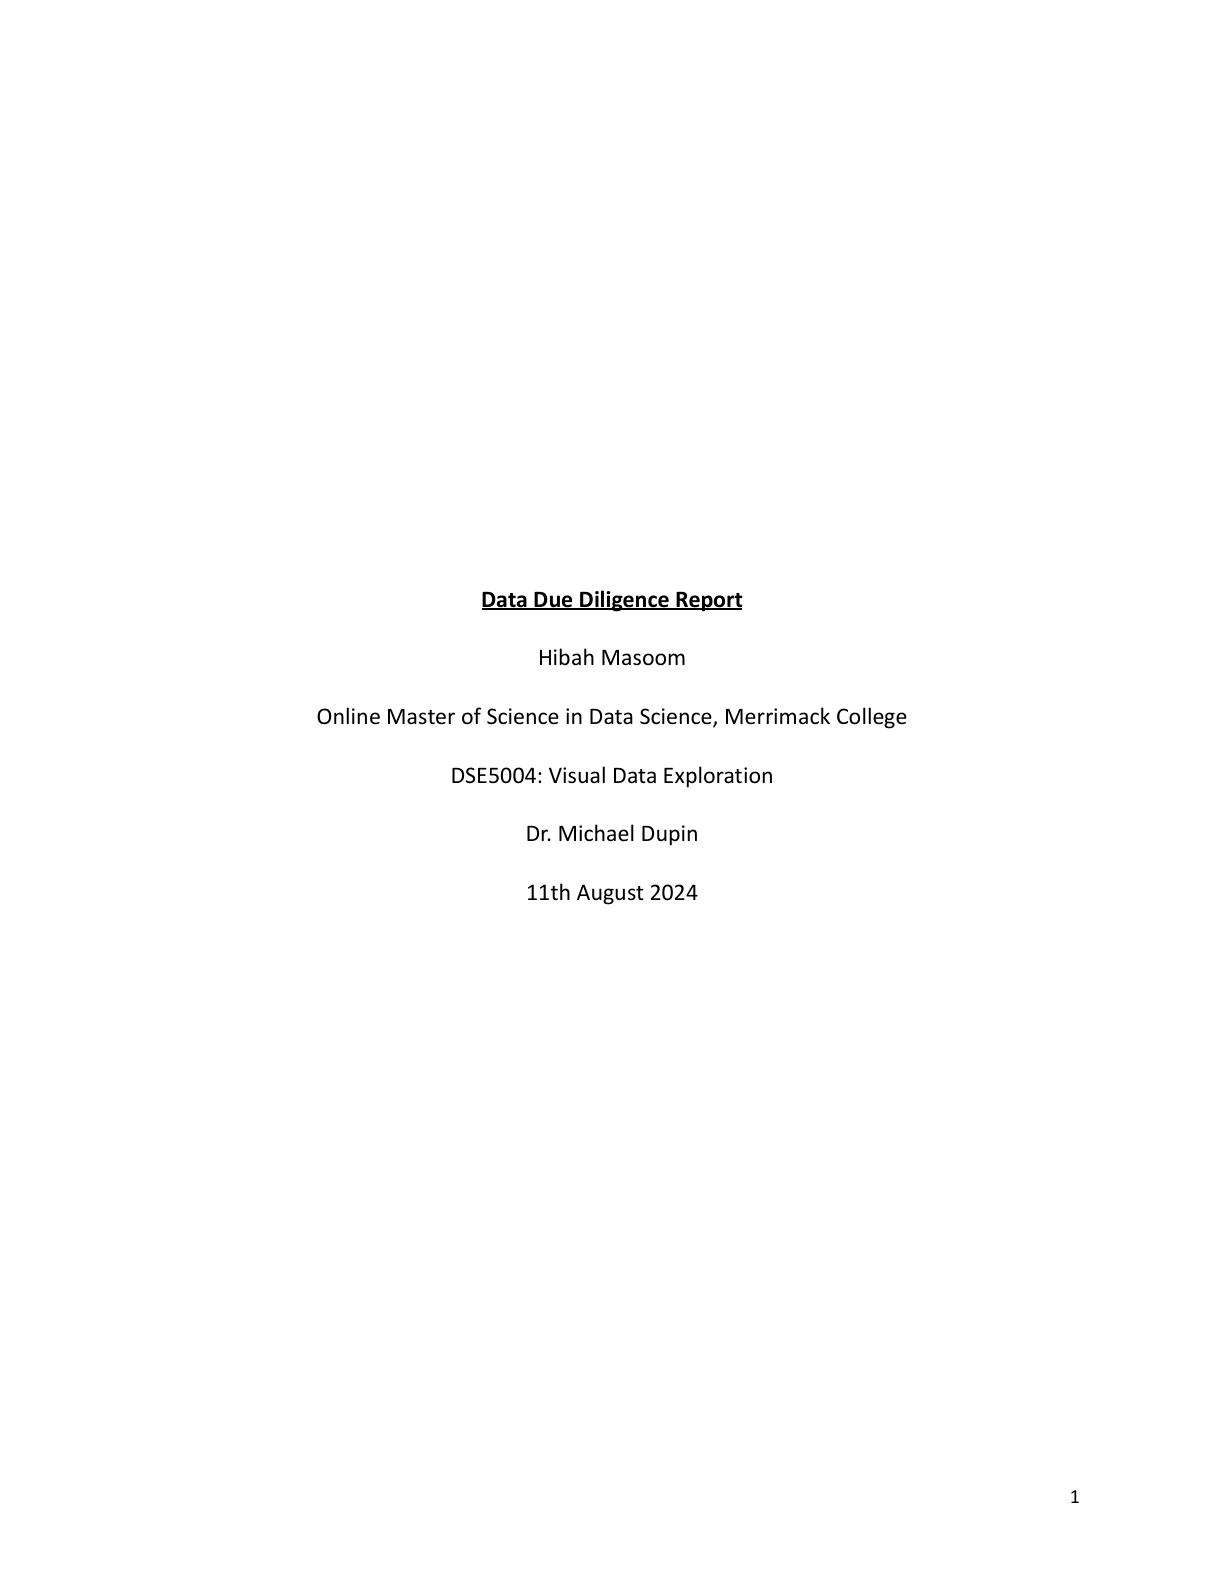 Data Due Diligence Report
Hibah Masoom
Online Master of Science in Data Science, Merrimack College
DSE5004: Visual Data Exploration
Dr. Michael Dupin
11th August 2024
1